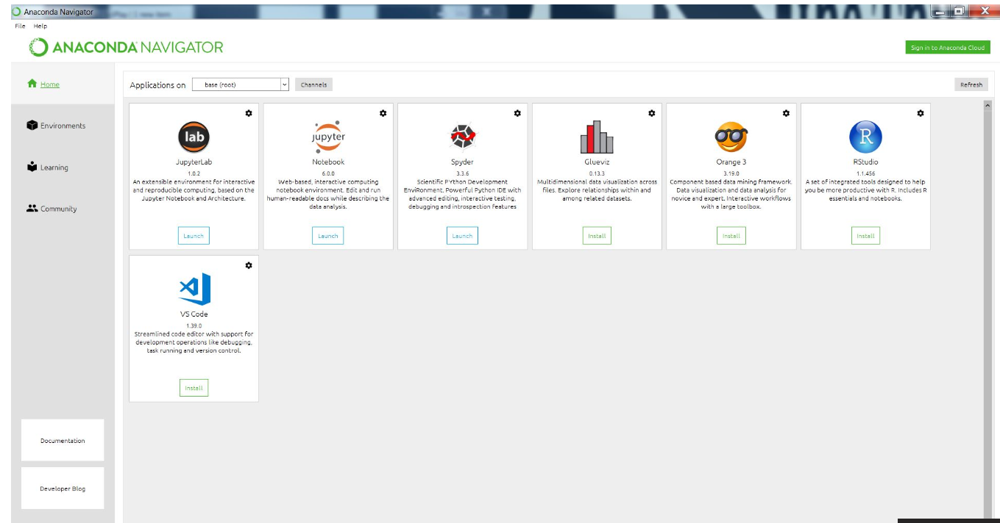 Anaconda Navigator
File Help
ANACONDA NAVIGATOR
Sign in to Anaconda Cloud
Home
Environments
Learning
Community
Documentation
Developer Blog
Applications on base (root) Channels Refresh
lab
JupyterLab
1.0.2
An extensible environment for interactive
and reproducible computing, based on the
Jupyter Notebook and Architecture.
Launch
jupyter
Notebook
6.0.0
Web-based, interactive computing
notebook environment. Edit and run
human-readable docs while describing the
data analysis.
Launch
Spyder
3.3.6
Scientific PYthon Development
EnviRonment. Powerful Python IDE with
advanced editing, interactive testing,
debugging and introspection features
Launch
Glueviz
0.13.3
Multidimensional data visualization across
files. Explore relationships within and
among related datasets.
Install
Orange 3
3.19.0
Component based data mining framework.
Data visualization and data analysis for
novice and expert. Interactive workflows
with a large toolbox.
Install
R
RStudio
1.1.456
A set of integrated tools designed to help
you be more productive with R. Includes R
essentials and notebooks.
Install
VS Code
1.39.0
Streamlined code editor with support for
development operations like debugging,
task running and version control.
Install